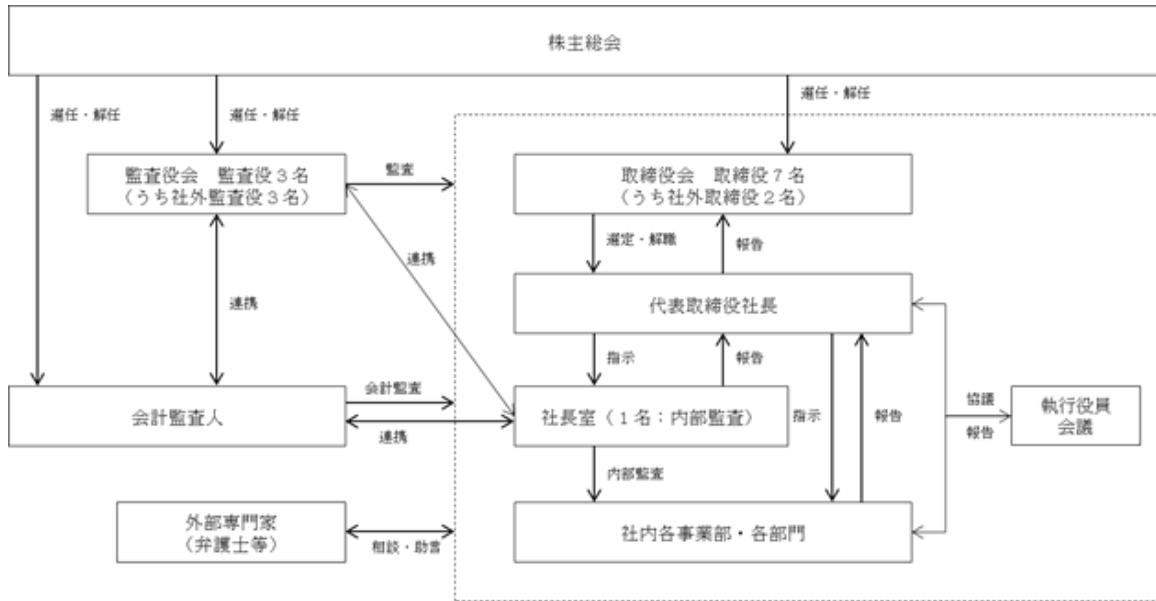 株主総会
選任・解任
選任・解任
選任・解任
監査役会　監査役３名
（うち社外監査役３名）
監査
取締役会　取締役７名
（うち社外取締役２名）
選定・解職
報告
連携
連携
代表取締役社長
指示
報告
会計監査人
会計監査
連携
社長室（１名：内部監査）
指示
報告
協議
報告
執行役員
会議
内部監査
外部専門家
（弁護士等）
相談・助言
社内各事業部・各部門